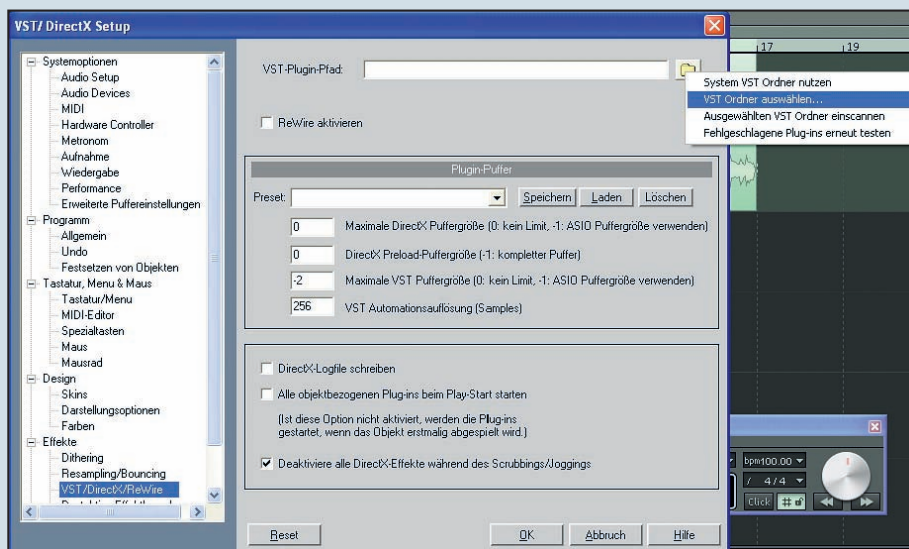 VST/ DirectX Setup
Systemoptionen
Audio Setup
Audio Devices
MIDI
Hardware Controller
Metronom
Aufnahme
Wiedergabe
Performance
Erweiterte Puffereinstellungen
Programm
Allgemein
Undo
Festsetzen von Objekten
Tastatur, Menu & Maus
Tastatur/Menu
MIDI-Editor
Spezialtasten
Maus
Mausrad
Design
Skins
Darstellungsoptionen
Farben
Effekte
Dithering
Resampling/Bouncing
VST/DirectX/ReWire
VST-Plugin-Pfad:
ReWire aktivieren
Plugin-Puffer
Preset:
Speichern
Laden
Löschen
0 Maximale DirectX Puffergröße (0: kein Limit, -1: ASIO Puffergröße verwenden)
0 DirectX Preload-Puffergröße (-1: kompletter Puffer)
-2 Maximale VST Puffergröße (0: kein Limit, -1: ASIO Puffergröße verwenden)
256 VST Automationsauflösung (Samples)
DirectX-Logfile schreiben
Alle objektbezogenen Plug-ins beim Play-Start starten
(Ist diese Option nicht aktiviert, werden die Plug-ins
gestartet, wenn das Objekt erstmalig abgespielt wird.)
Deaktiviere alle DirectX-Effekte während des Scrubbings/Joggings
Reset
OK
Abbruch
Hilfe
17
19
System VST Ordner nutzen
VST Ordner auswählen...
Ausgewählten VST Ordner einscannen
Fehlgeschlagene Plug-ins erneut testen
bpm 100.00
/ 4/4
Click